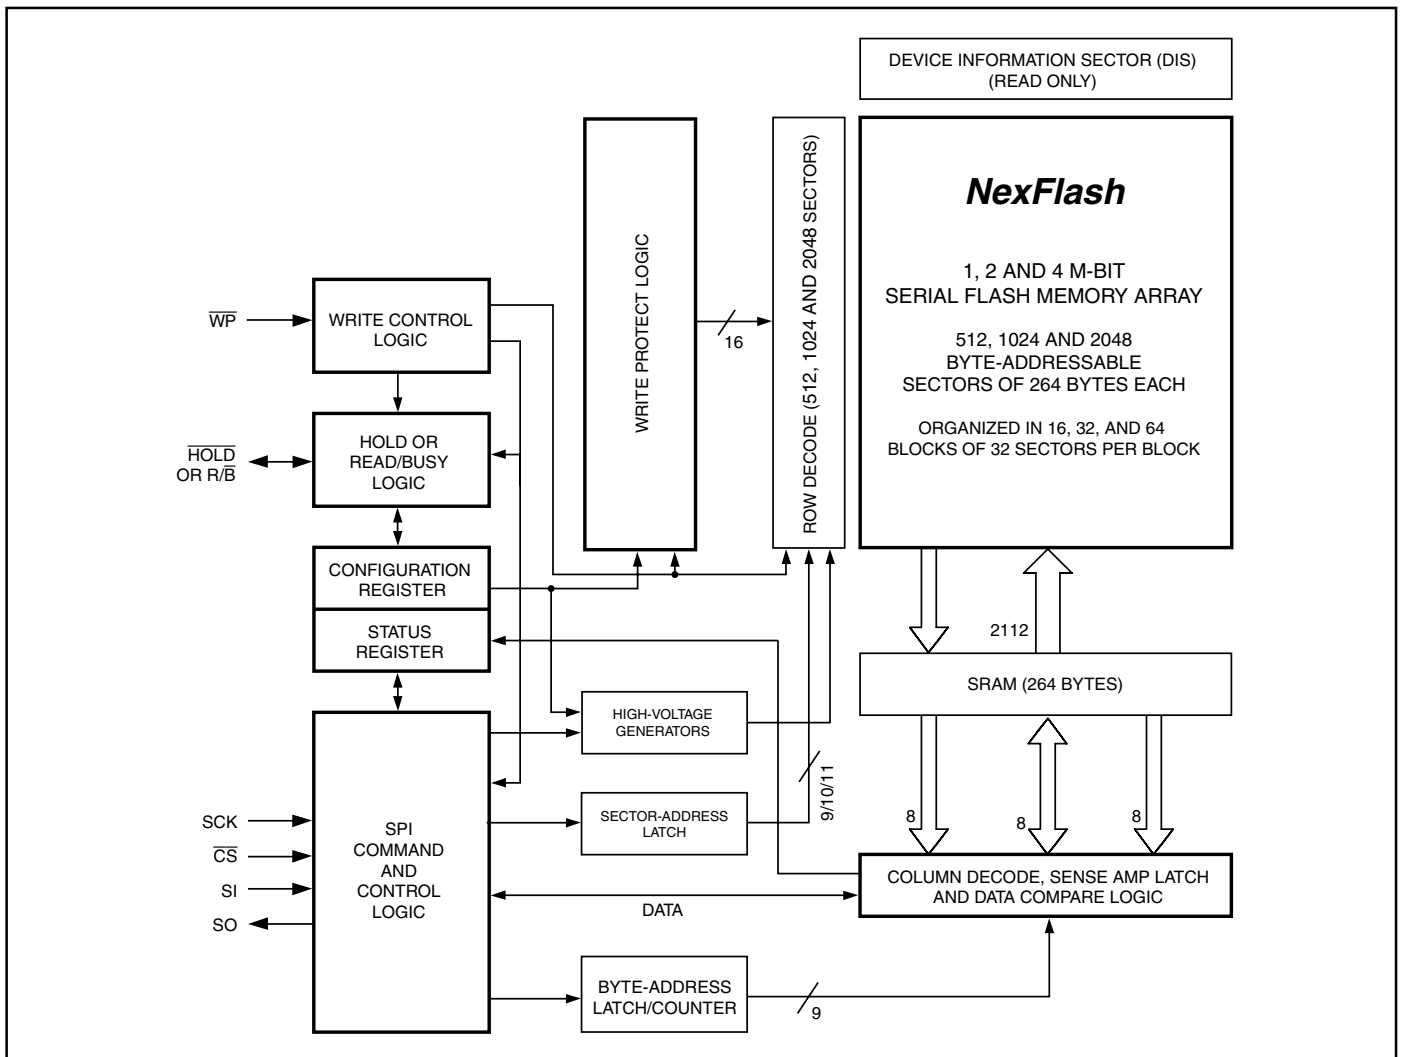 DEVICE INFORMATION SECTOR (DIS)
(READ ONLY)
NexFlash
1, 2 AND 4 M-BIT
SERIAL FLASH MEMORY ARRAY
512, 1024 AND 2048
BYTE-ADDRESSABLE
SECTORS OF 264 BYTES EACH
ORGANIZED IN 16, 32, AND 64
BLOCKS OF 32 SECTORS PER BLOCK
ROW DECODE (512, 1024 AND 2048 SECTORS)
WRITE PROTECT LOGIC
16
WP
WRITE CONTROL
LOGIC
HOLD
OR R/B
HOLD OR
READ/BUSY
LOGIC
CONFIGURATION
REGISTER
STATUS
REGISTER
2112
SRAM (264 BYTES)
HIGH-VOLTAGE
GENERATORS
9/10/11
SECTOR-ADDRESS
LATCH
8
8
8
SCK
CS
SI
SO
SPI
COMMAND
AND
CONTROL
LOGIC
COLUMN DECODE, SENSE AMP LATCH
AND DATA COMPARE LOGIC
DATA
BYTE-ADDRESS
LATCH/COUNTER
9